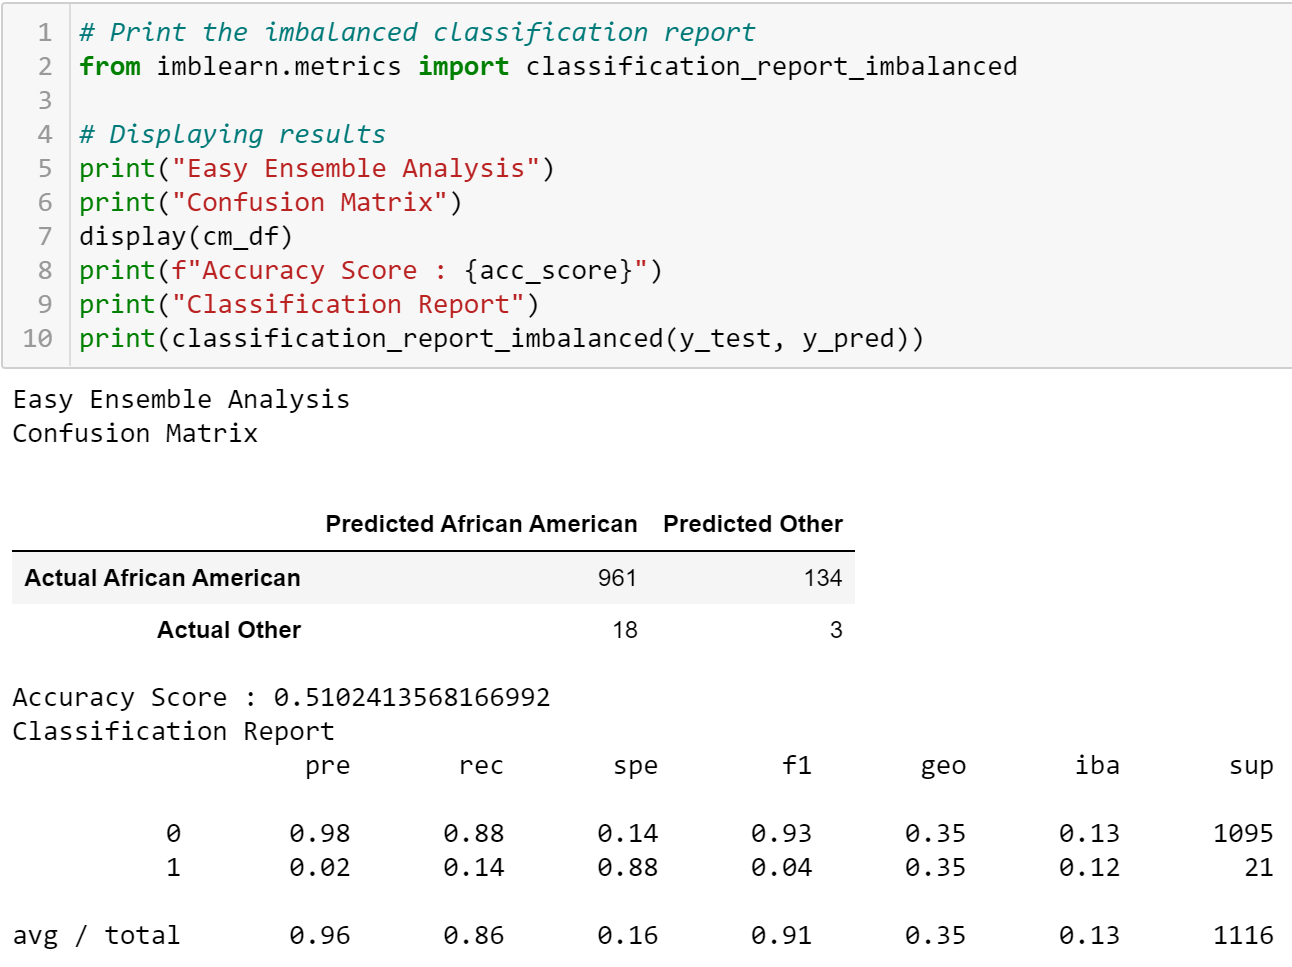 1 # Print the imbalanced classification report
2 from imblearn.metrics import classification_report_imbalanced
3
4 # Displaying results
5 print("Easy Ensemble Analysis")
6 print("Confusion Matrix")
7 display(cm_df)
8 print(f"Accuracy Score : {acc_score}")
9 print("Classification Report")
10 print(classification_report_imbalanced(y_test, y_pred))
Easy Ensemble Analysis
Confusion Matrix
Predicted African American Predicted Other
Actual African American 961 134
Actual Other 18 3
Accuracy Score : 0.5102413568166992
Classification Report
pre rec spe f1 geo iba sup
0 0.98 0.88 0.14 0.93 0.35 0.13 1095
1 0.02 0.14 0.88 0.04 0.35 0.12 21
avg / total 0.96 0.86 0.16 0.91 0.35 0.13 1116